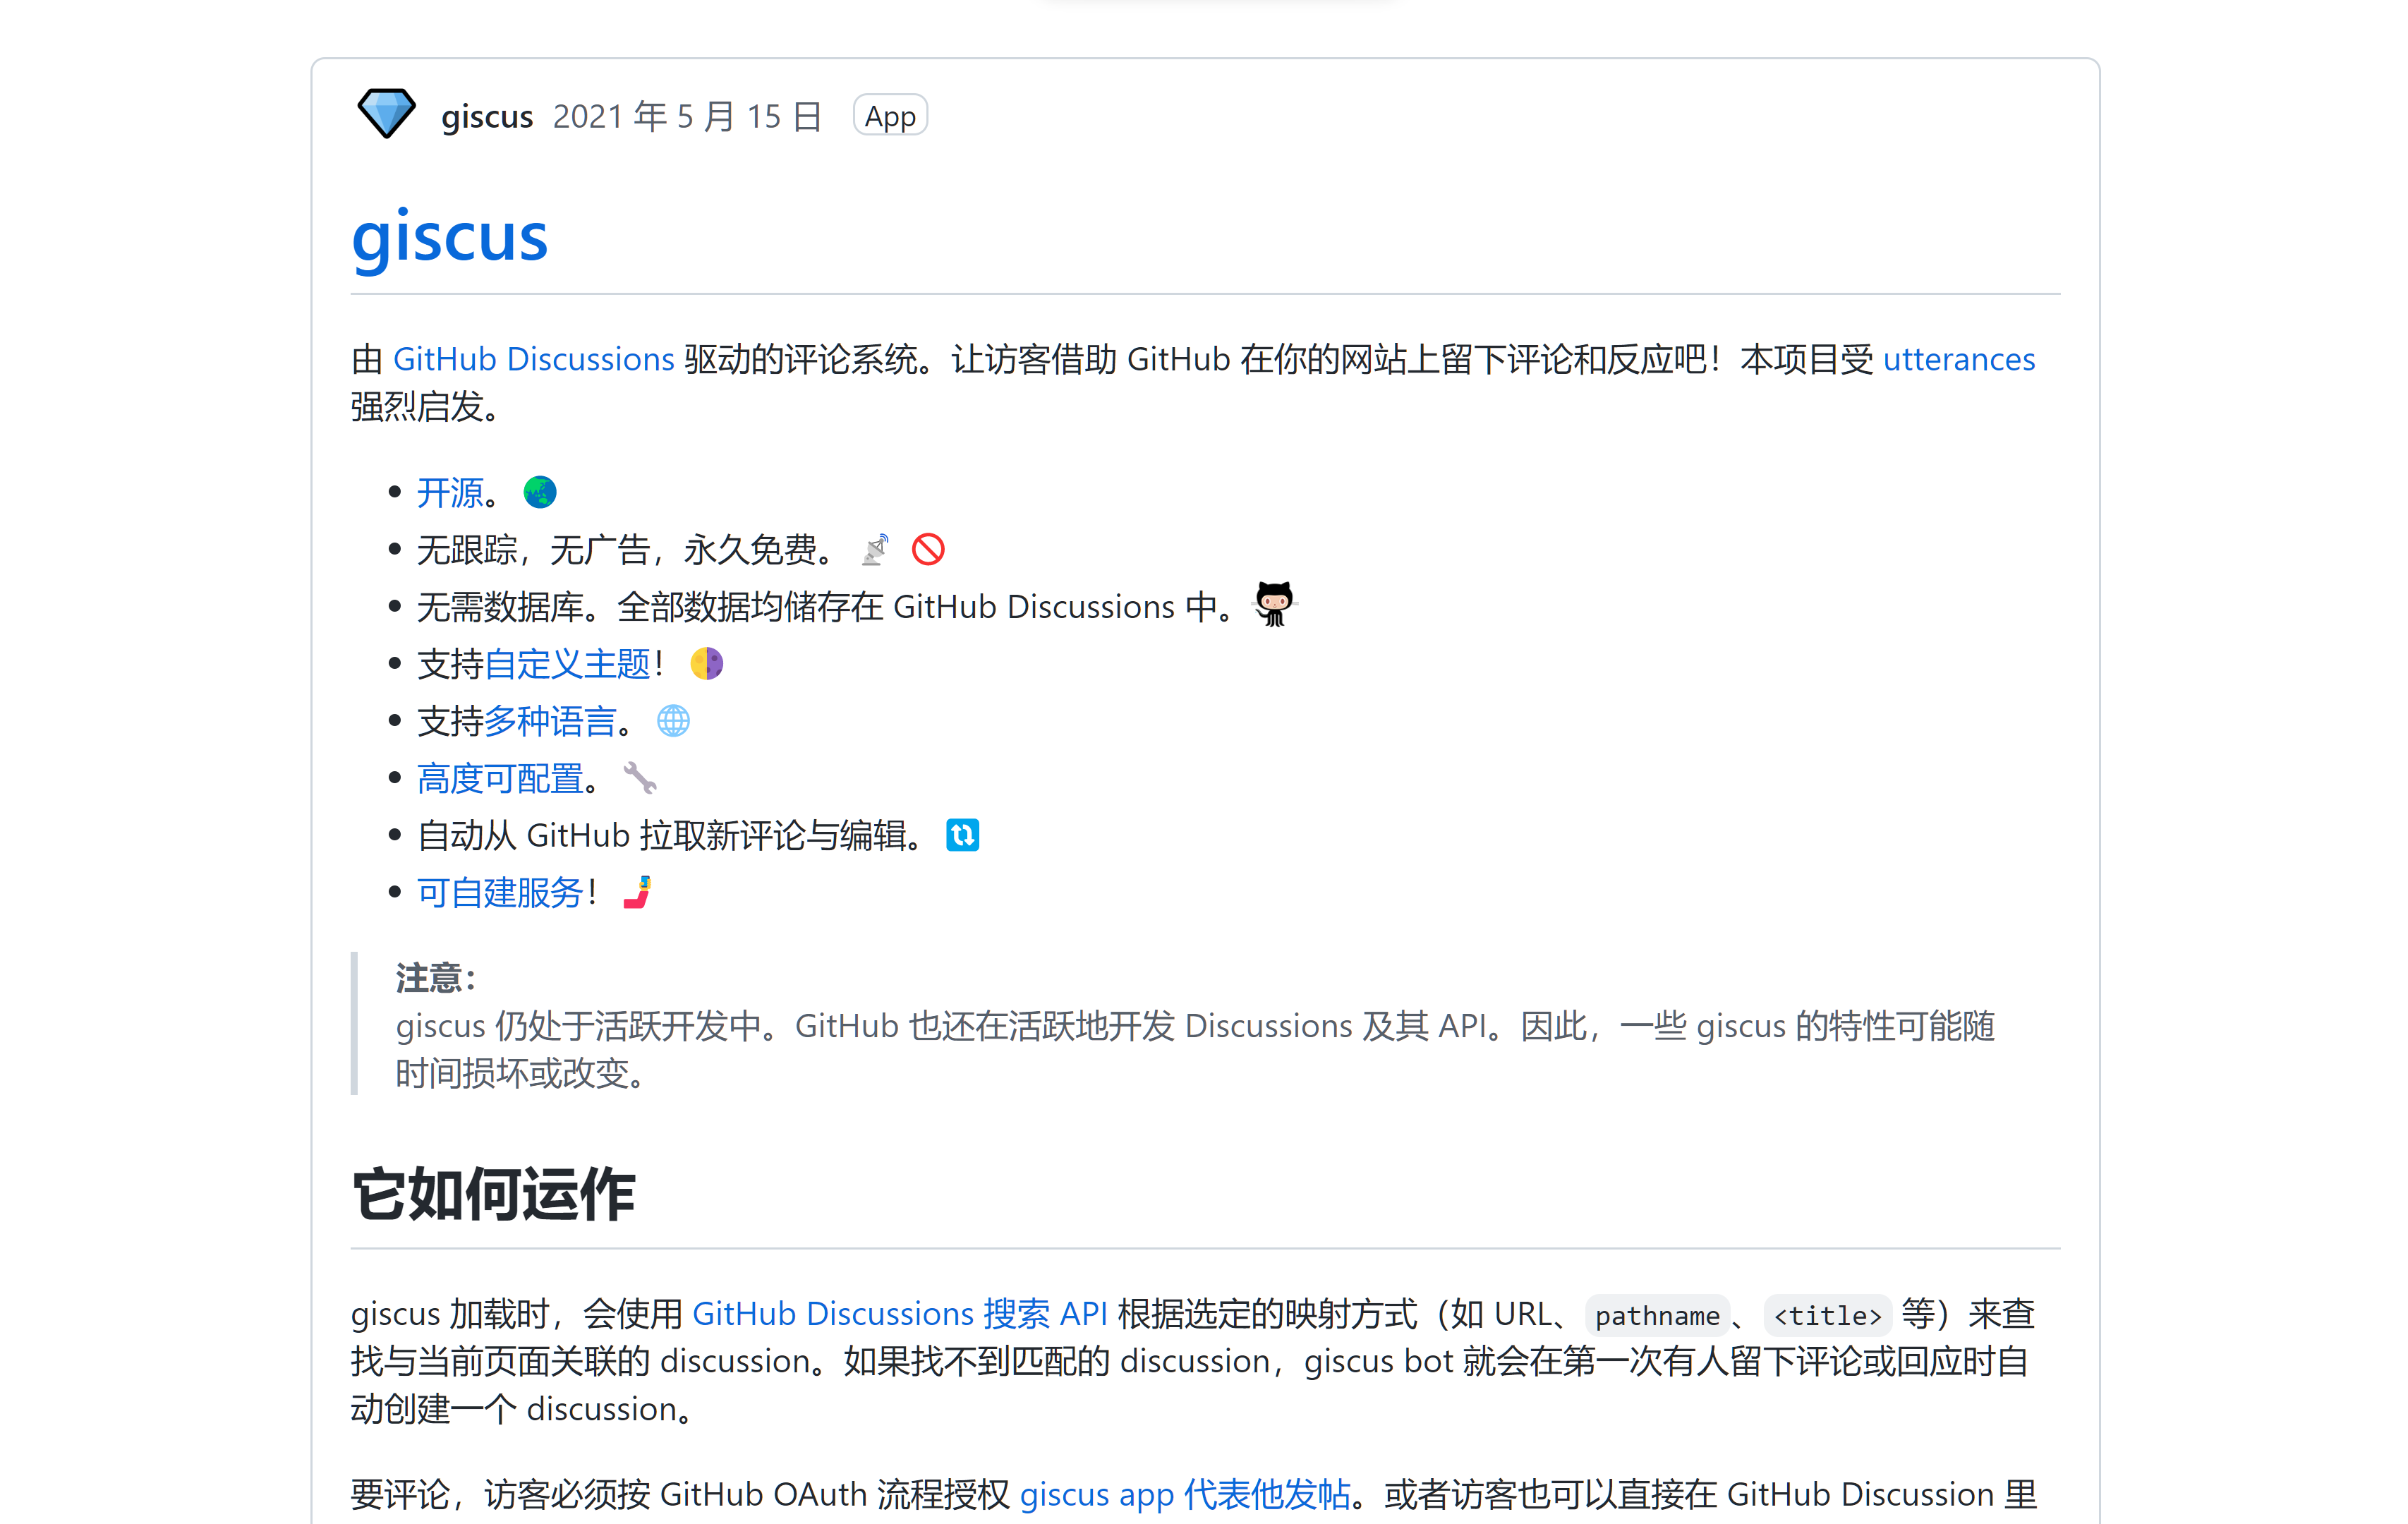 giscus 2021 年 5 月 15 日 App
giscus
由 GitHub Discussions 驱动的评论系统。让访客借助 GitHub 在你的网站上留下评论和反应吧！本项目受 utterances
强烈启发。
开源。
无跟踪，无广告，永久免费。
无需数据库。全部数据均储存在 GitHub Discussions 中。
支持自定义主题！
支持多种语言。
高度可配置。
自动从 GitHub 拉取新评论与编辑。
可自建服务！
注意：
giscus 仍处于活跃开发中。GitHub 也还在活跃地开发 Discussions 及其 API。因此，一些 giscus 的特性可能随
时间损坏或改变。
它如何运作
giscus 加载时，会使用 GitHub Discussions 搜索 API 根据选定的映射方式（如 URL、pathname、<title> 等）来查
找与当前页面关联的 discussion。如果找不到匹配的 discussion，giscus bot 就会在第一次有人留下评论或回应时自
动创建一个 discussion。
要评论，访客必须按 GitHub OAuth 流程授权 giscus app 代表他发帖。或者访客也可以直接在 GitHub Discussion 里